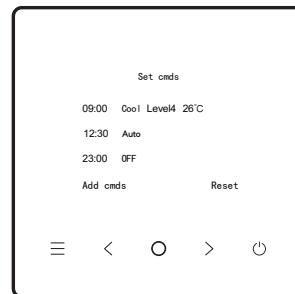 Set cmds
09:00 Cool Level4 26°C
12:30 Auto
23:00 OFF
Add cmds Reset